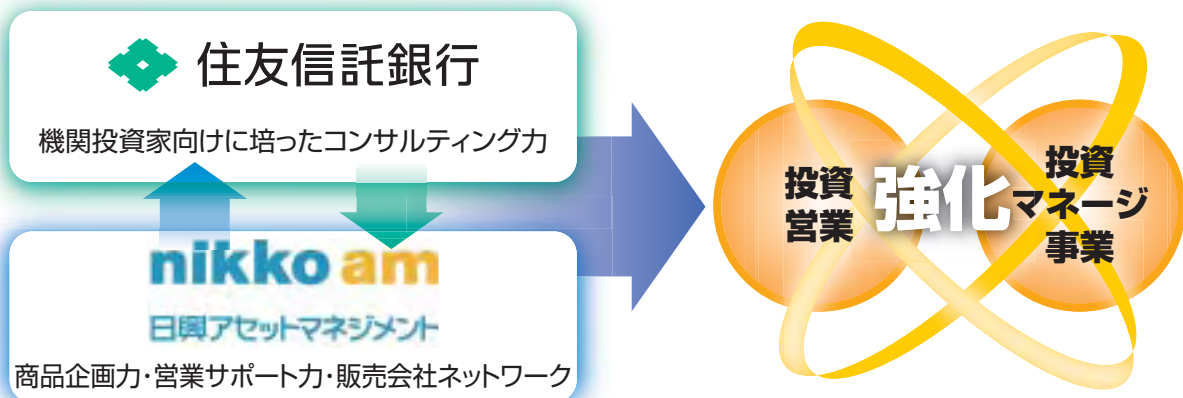 住友信託銀行
機関投資家向けに培ったコンサルティング力
nikko am
日興アセットマネジメント
商品企画力・営業サポート力・販売会社ネットワーク
投資
営業
強化
投資
マネージ
事業